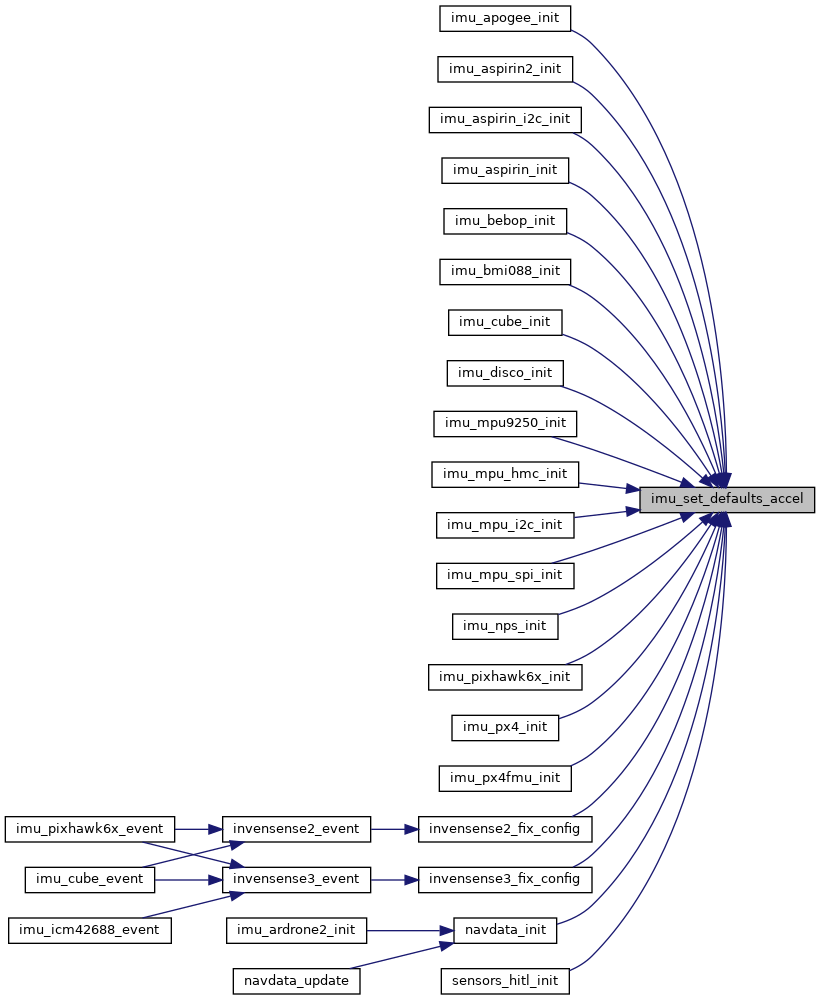 imu_apogee_init
imu_aspirin2_init
imu_aspirin_i2c_init
imu_aspirin_init
imu_bebop_init
imu_bmi088_init
imu_cube_init
imu_disco_init
imu_mpu9250_init
imu_mpu_hmc_init
imu_set_defaults_accel
imu_mpu_i2c_init
imu_mpu_spi_init
imu_nps_init
imu_pixhawk6x_init
imu_px4_init
imu_px4fmu_init
imu_pixhawk6x_event
invensense2_event
invensense2_fix_config
imu_cube_event
invensense3_event
invensense3_fix_config
imu_icm42688_event
imu_ardrone2_init
navdata_init
navdata_update
sensors_hitl_init